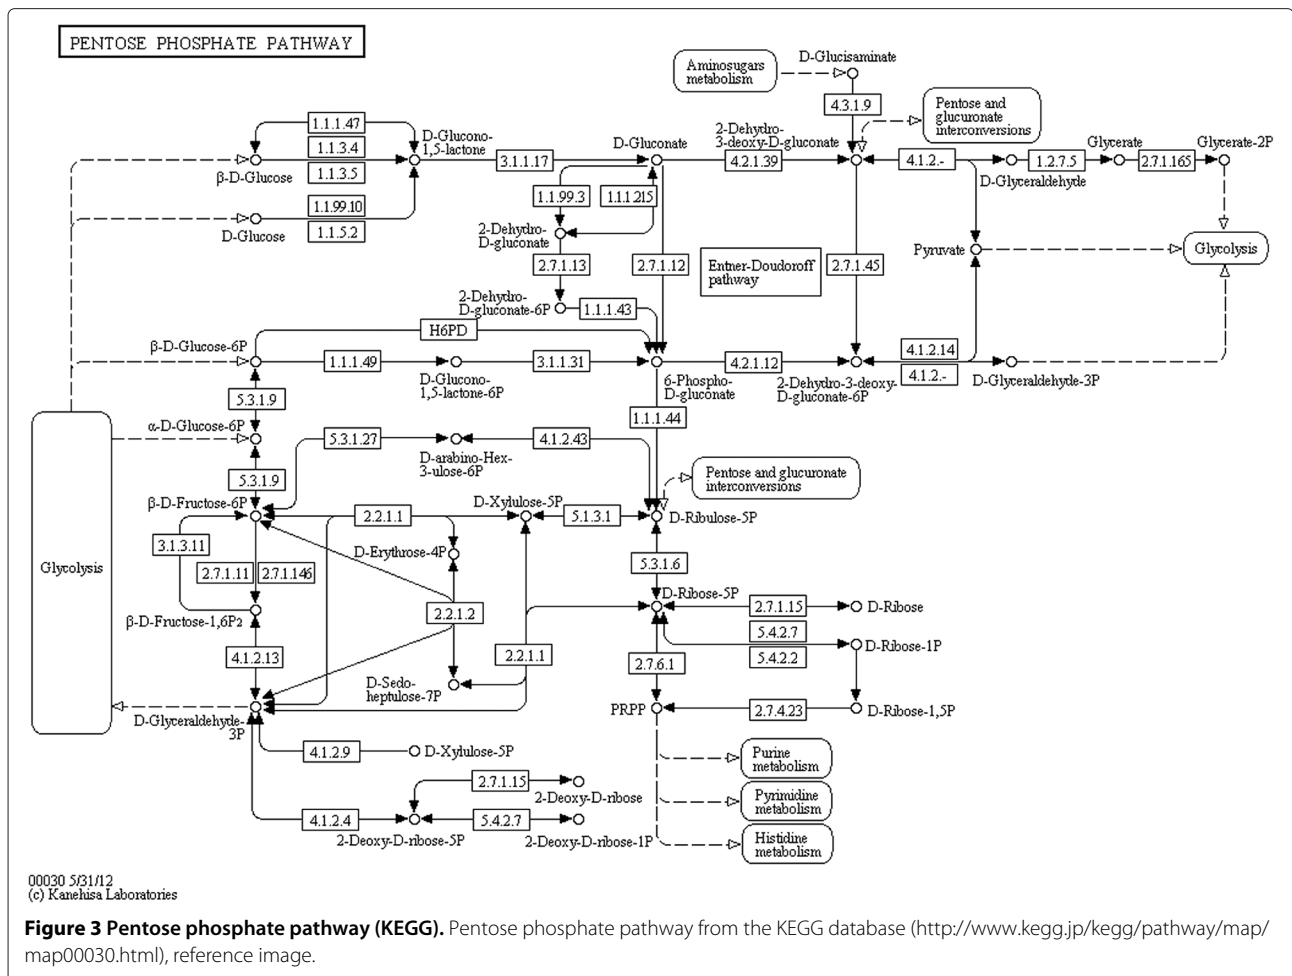 PENTOSE PHOSPHATE PATHWAY
Aminosugars
metabolism
D-Glucisaminate
4.3.1.9
Pentose and
glucuronate
interconversions
1.1.1.47
1.1.3.4
β-D-Glucose
1.1.3.5
D-Glucono-
1,5-lactone
3.1.1.17
D-Gluconate
4.2.1.39
2-Dehydro-
3-deoxy-D-gluconate
4.1.2.-
D-Glyceraldehyde
1.2.7.5
Glycerate
2.7.1.165
Glycerate-2P
1.1.99.10
D-Glucose
1.1.5.2
1.1.99.3
1.1.1.215
2-Dehydro-
D-gluconate
2.7.1.13
2.7.1.12
Entner-Doudoroff
pathway
2.7.1.45
Pyruvate
Glycolysis
2-Dehydro-
D-gluconate-6P
1.1.1.43
H6PD
β-D-Glucose-6P
1.1.1.49
D-Glucono-
1,5-lactone-6P
3.1.1.31
6-Phospho-
D-gluconate
4.2.1.12
2-Dehydro-3-deoxy-
D-gluconate-6P
4.1.2.14
4.1.2.-
D-Glyceraldehyde-3P
5.3.1.9
1.1.1.44
α-D-Glucose-6P
5.3.1.27
D-arabino-Hex-
3-ulose-6P
4.1.2.43
5.3.1.9
Pentose and glucuronate
interconversions
β-D-Fructose-6P
2.2.1.1
D-Xylulose-5P
5.1.3.1
D-Ribulose-5P
3.1.3.11
D-Erythrose-4P
Glycolysis
2.7.1.11
2.7.1.146
5.3.1.6
D-Ribose-5P
2.7.1.15
D-Ribose
β-D-Fructose-1,6P2
2.2.1.2
5.4.2.7
5.4.2.2
D-Ribose-1P
4.1.2.13
2.2.1.1
2.7.6.1
D-Sedo-
heptulose-7P
D-Glyceraldehyde-
3P
PRPP
2.7.4.23
D-Ribose-1,5P
4.1.2.9
D-Xylulose-5P
Purine
metabolism
2.7.1.15
2-Deoxy-D-ribose
Pyrimidine
metabolism
4.1.2.4
2-Deoxy-D-ribose-5P
5.4.2.7
2-Deoxy-D-ribose-1P
Histidine
metabolism
00030 5/31/12
(c) Kanehisa Laboratories
Figure 3 Pentose phosphate pathway (KEGG). Pentose phosphate pathway from the KEGG database (http://www.kegg.jp/kegg/pathway/map/
map00030.html), reference image.